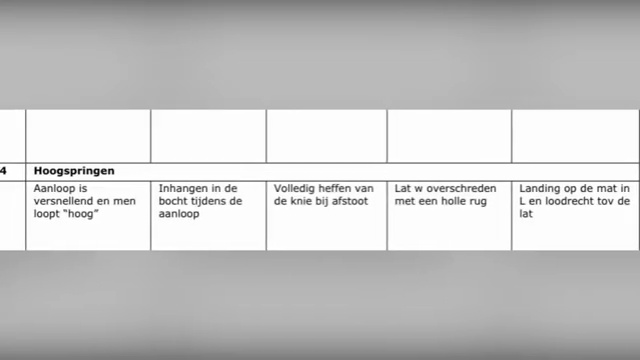 4 Hoogspringen
Aanloop is
versnellend en men
loopt “hoog”
Inhangen in de
bocht tijdens de
aanloop
Volledig heffen van
de knie bij afstoot
Lat w overschreden
met een holle rug
Landing op de mat in
L en loodrecht tov de
lat